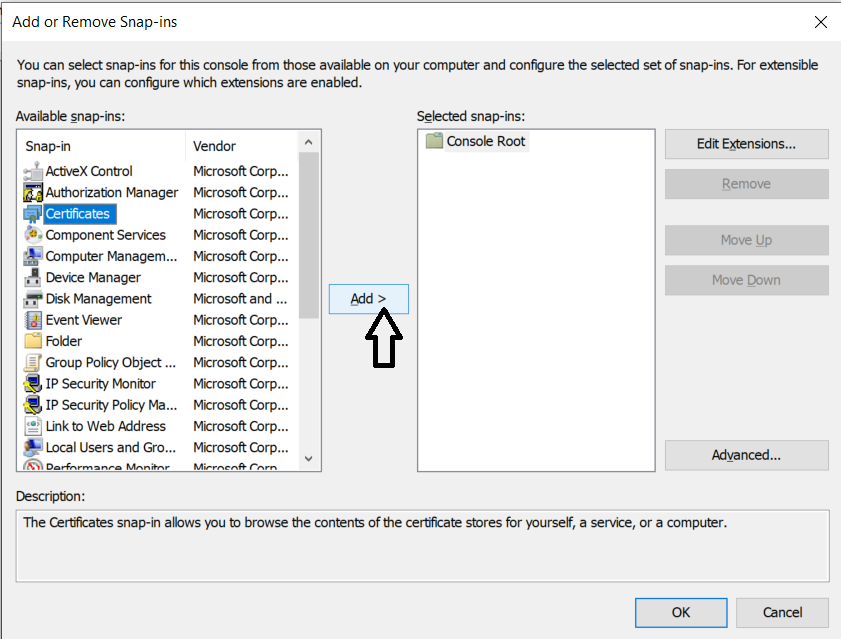 Add or Remove Snap-ins
You can select snap-ins for this console from those available on your computer and configure the selected set of snap-ins. For extensible
snap-ins, you can configure which extensions are enabled.
Available snap-ins:
Snap-in Vendor
ActiveX Control Microsoft Corp...
Authorization Manager Microsoft Corp...
Certificates Microsoft Corp...
Component Services Microsoft Corp...
Computer Managem... Microsoft Corp...
Device Manager Microsoft Corp...
Disk Management Microsoft and ...
Event Viewer Microsoft Corp...
Folder Microsoft Corp...
Group Policy Object ... Microsoft Corp...
IP Security Monitor Microsoft Corp...
IP Security Policy Ma... Microsoft Corp...
Link to Web Address Microsoft Corp...
Local Users and Gro... Microsoft Corp...
Performance Monitor Microsoft Corp...
Add >
Selected snap-ins:
Console Root
Edit Extensions...
Remove
Move Up
Move Down
Advanced...
Description:
The Certificates snap-in allows you to browse the contents of the certificate stores for yourself, a service, or a computer.
OK
Cancel